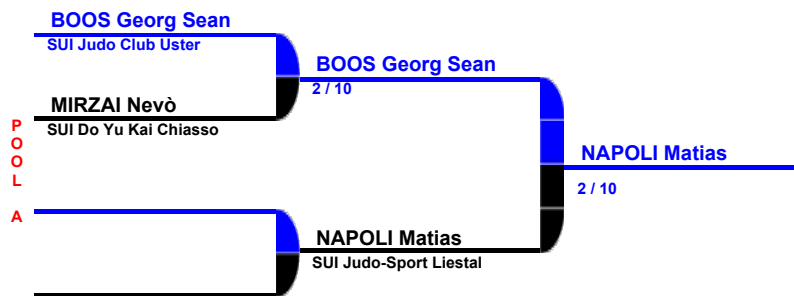 BOOS Georg Sean
SUI Judo Club Uster
BOOS Georg Sean
2 / 10
MIRZAI Nevò
SUI Do Yu Kai Chiasso
POOL A
NAPOLI Matias
2 / 10
NAPOLI Matias
SUI Judo-Sport Liestal